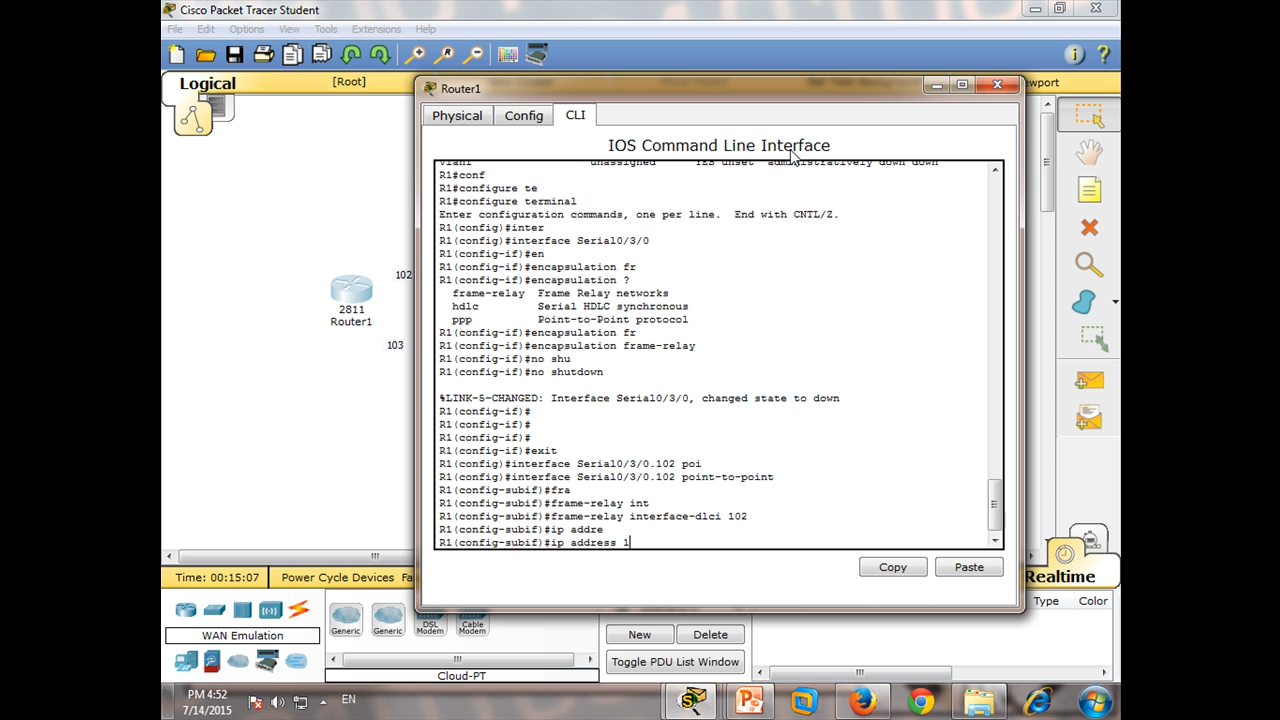 Cisco Packet Tracer Student
File Edit Options View Tools Extensions Help
Logical
[Root]
Viewport
Router1
Physical Config CLI
IOS Command Line Interface
Vlan1 unassigned YES unset administratively down down
R1#conf
R1#configure te
R1#configure terminal
Enter configuration commands, one per line. End with CNTL/Z.
R1(config)#inter
R1(config)#interface Serial0/3/0
R1(config-if)#en
R1(config-if)#encapsulation fr
R1(config-if)#encapsulation ?
frame-relay Frame Relay networks
hdlc Serial HDLC synchronous
ppp Point-to-Point protocol
R1(config-if)#encapsulation fr
R1(config-if)#encapsulation frame-relay
R1(config-if)#no shu
R1(config-if)#no shutdown
%LINK-5-CHANGED: Interface Serial0/3/0, changed state to down
R1(config-if)#
R1(config-if)#
R1(config-if)#
R1(config-if)#exit
R1(config)#interface Serial0/3/0.102 poi
R1(config)#interface Serial0/3/0.102 point-to-point
R1(config-subif)#fra
R1(config-subif)#frame-relay int
R1(config-subif)#frame-relay interface-dlci 102
R1(config-subif)#ip addre
R1(config-subif)#ip address 1
Copy Paste
102
2811
Router1
103
Time: 00:15:07 Power Cycle Devices Fa
Realtime
WAN Emulation
Generic Generic DSL Modem Cable Modem
Cloud-PT
New Delete
Toggle PDU List Window
Type Color
PM 4:52
7/14/2015
EN